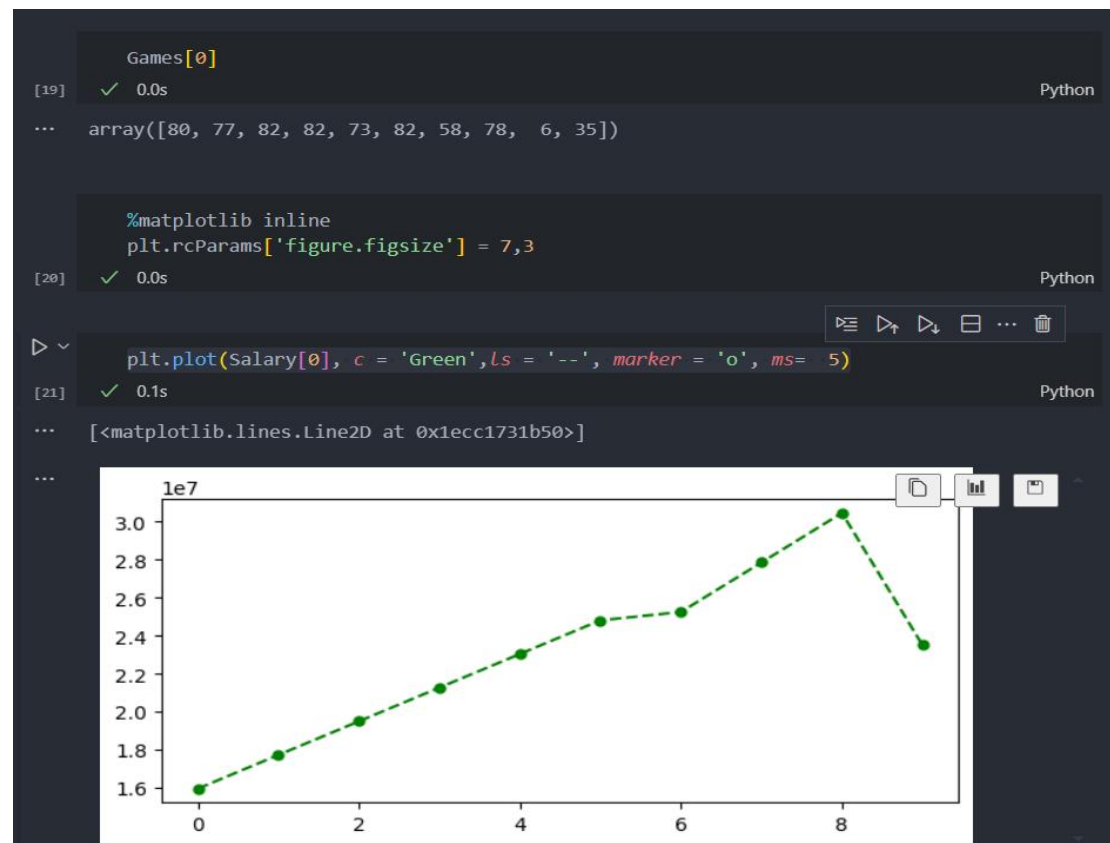 Games[0]
[19] ✓ 0.0s Python
... array([80, 77, 82, 82, 73, 82, 58, 78,  6, 35])
%matplotlib inline
plt.rcParams['figure.figsize'] = 7,3
[20] ✓ 0.0s Python
plt.plot(Salary[0], c = 'Green',ls = '--', marker = 'o', ms=  5)
[21] ✓ 0.1s Python
... [<matplotlib.lines.Line2D at 0x1ecc1731b50>]
...
1e7
3.0
2.8
2.6
2.4
2.2
2.0
1.8
1.6
0 2 4 6 8